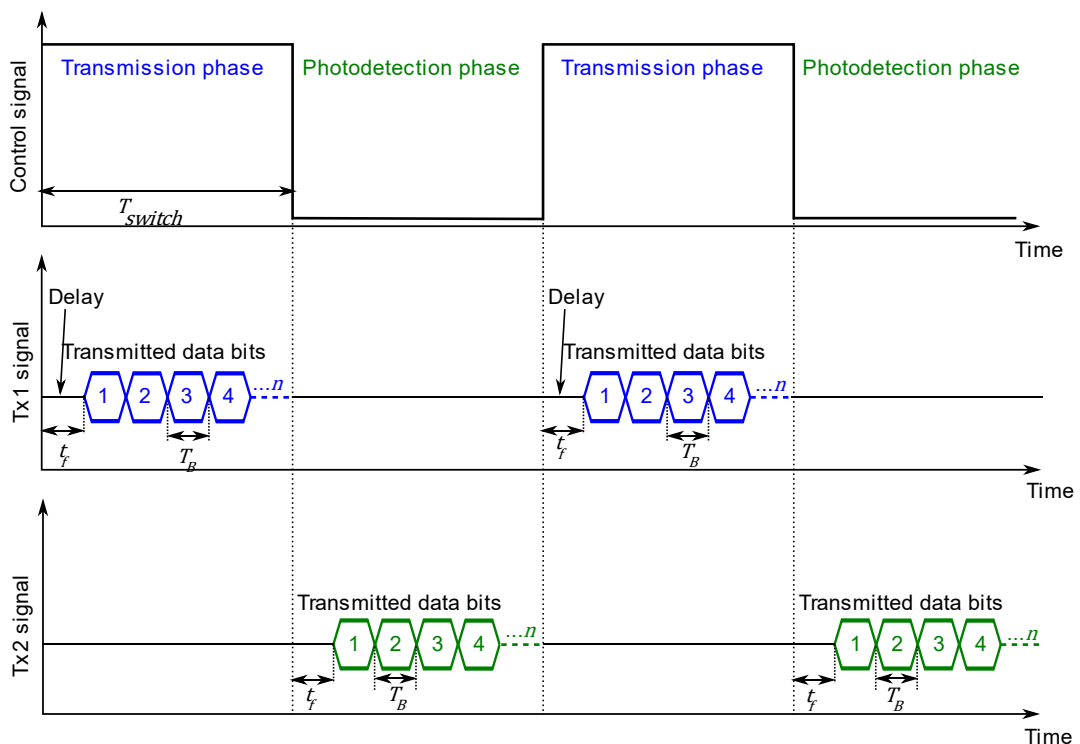 Control signal
Transmission phase
Photodetection phase
Transmission phase
Photodetection phase
T_switch
Time
Tx1 signal
Delay
Transmitted data bits
1 2 3 4 ...n
t_f
T_B
Delay
Transmitted data bits
1 2 3 4 ...n
t_f
T_B
Time
Tx2 signal
Transmitted data bits
1 2 3 4 ...n
t_f
T_B
Transmitted data bits
1 2 3 4 ...n
t_f
T_B
Time